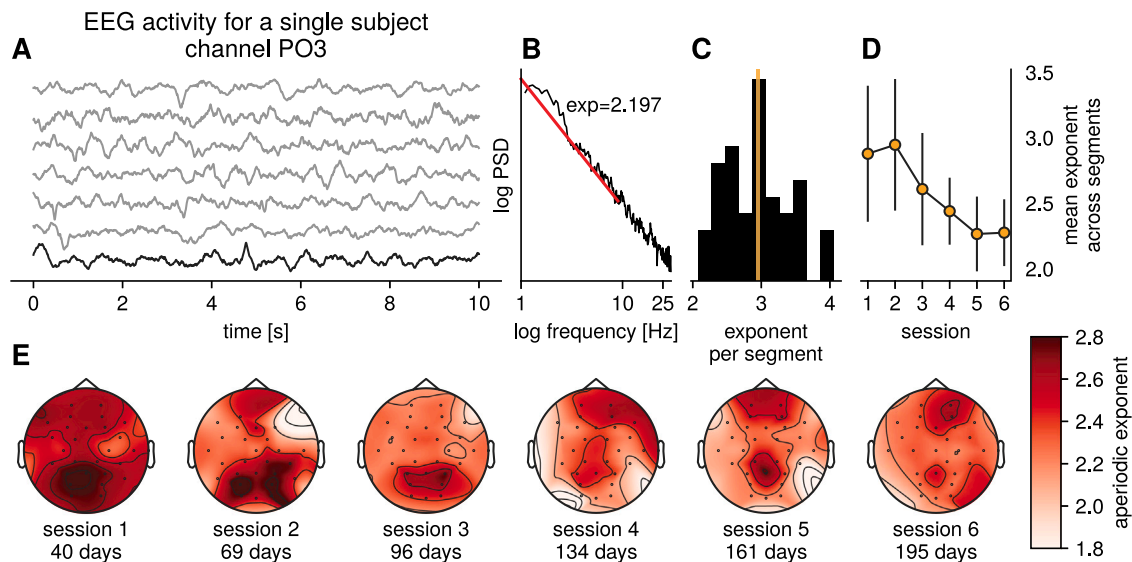 EEG activity for a single subject
channel PO3
A
B
C
D
exp=2.197
log PSD
0
2
4
6
8
10
time [s]
1
10
25
log frequency [Hz]
2
3
4
exponent
per segment
1
2
3
4
5
6
session
3.5
3.0
2.5
2.0
mean exponent
across segments
E
session 1
40 days
session 2
69 days
session 3
96 days
session 4
134 days
session 5
161 days
session 6
195 days
2.8
2.6
2.4
2.2
2.0
1.8
aperiodic exponent